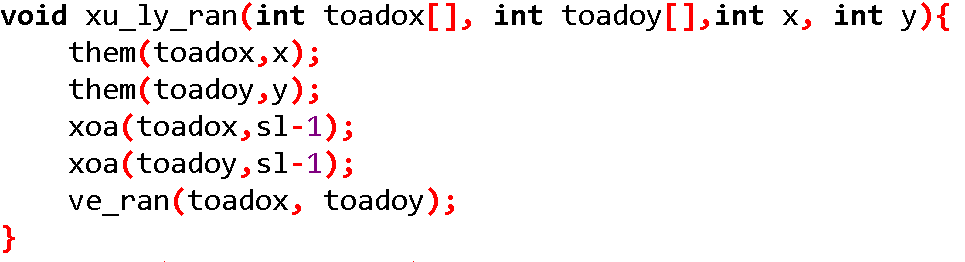 void xu_ly_ran(int toadox[], int toadoy[],int x, int y){
    them(toadox,x);
    them(toadoy,y);
    xoa(toadox,sl-1);
    xoa(toadoy,sl-1);
    ve_ran(toadox, toadoy);
}